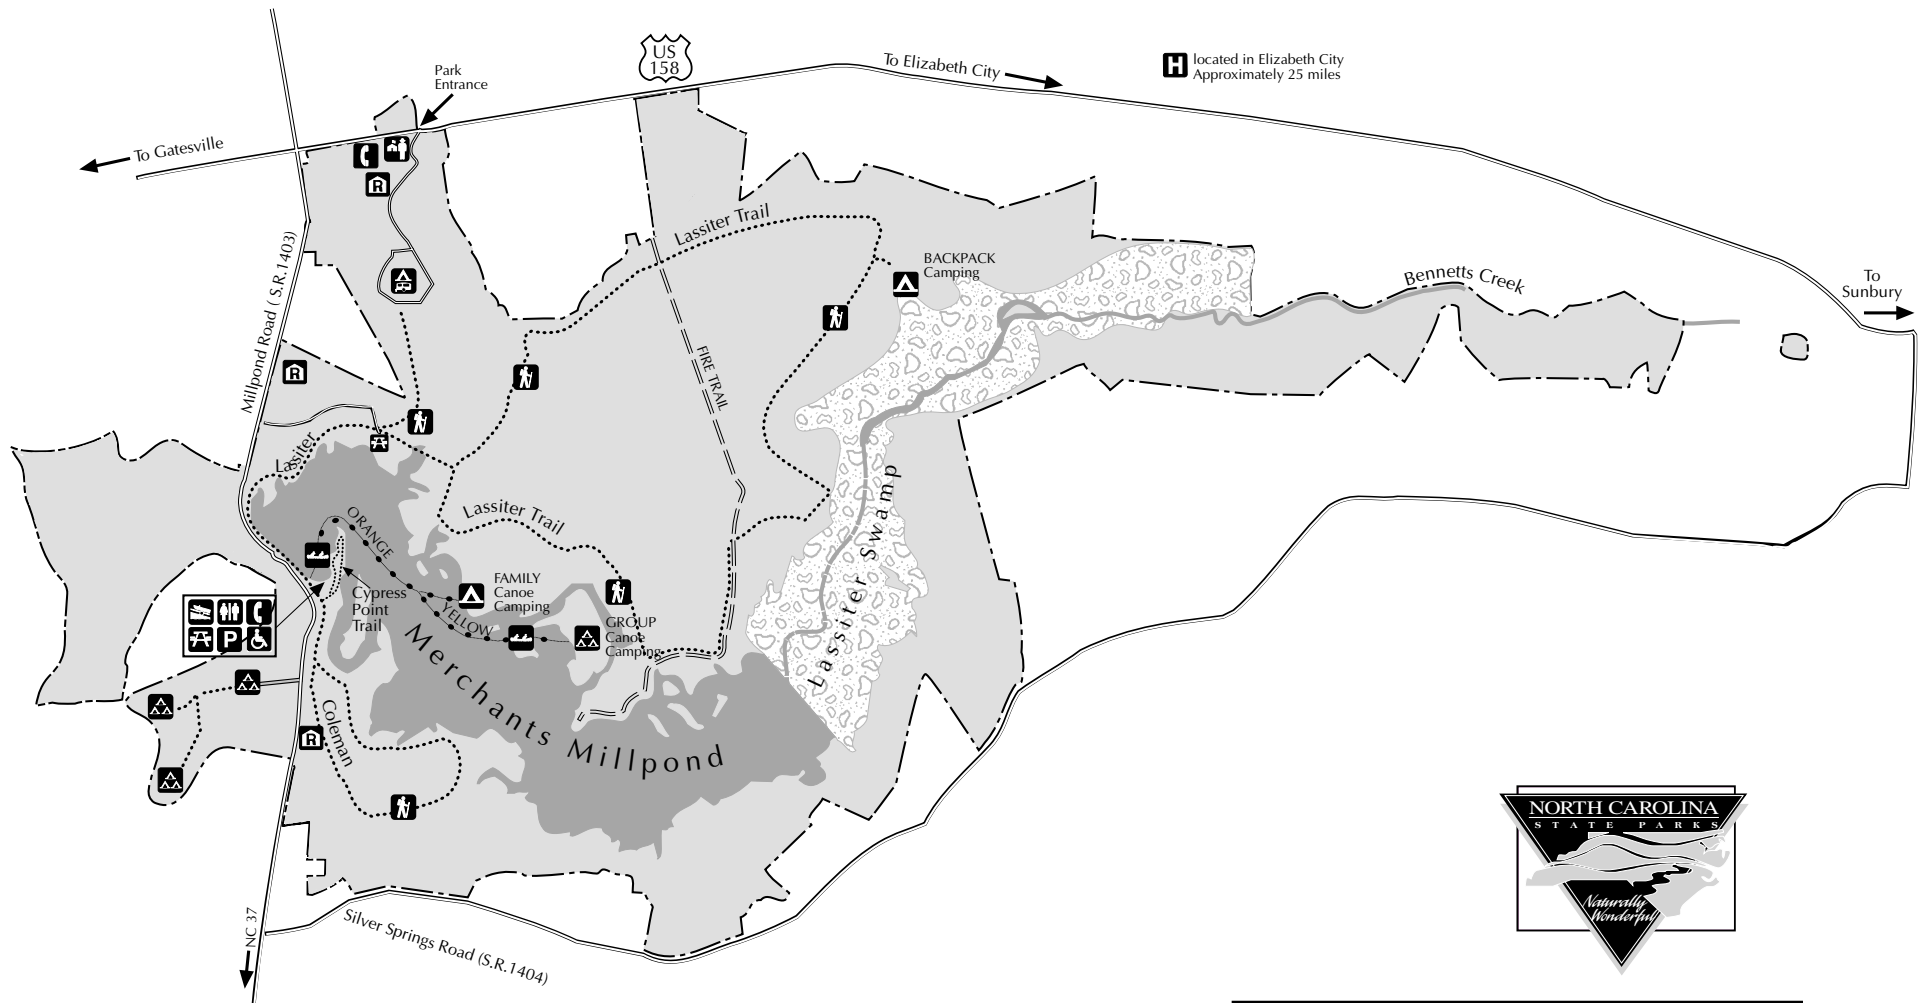 US
158
To Elizabeth City
H
located in Elizabeth City
Approximately 25 miles
Park
Entrance
To Gatesville
R
Lassiter Trail
BACKPACK
Camping
Bennetts Creek
To
Sunbury
Millpond Road ( S.R.1403)
R
FIRE TRAIL
Lasiter
Lassiter Trail
ORANGE
FAMILY
Canoe
Camping
YELLOW
GROUP
Canoe
Camping
Cypress
Point
Trail
P
Lassiter Swamp
Merchants Millpond
Coleman
R
NC 37
Silver Springs Road (S.R.1404)
NORTH CAROLINA
STATE PARKS
Naturally
Wonderful